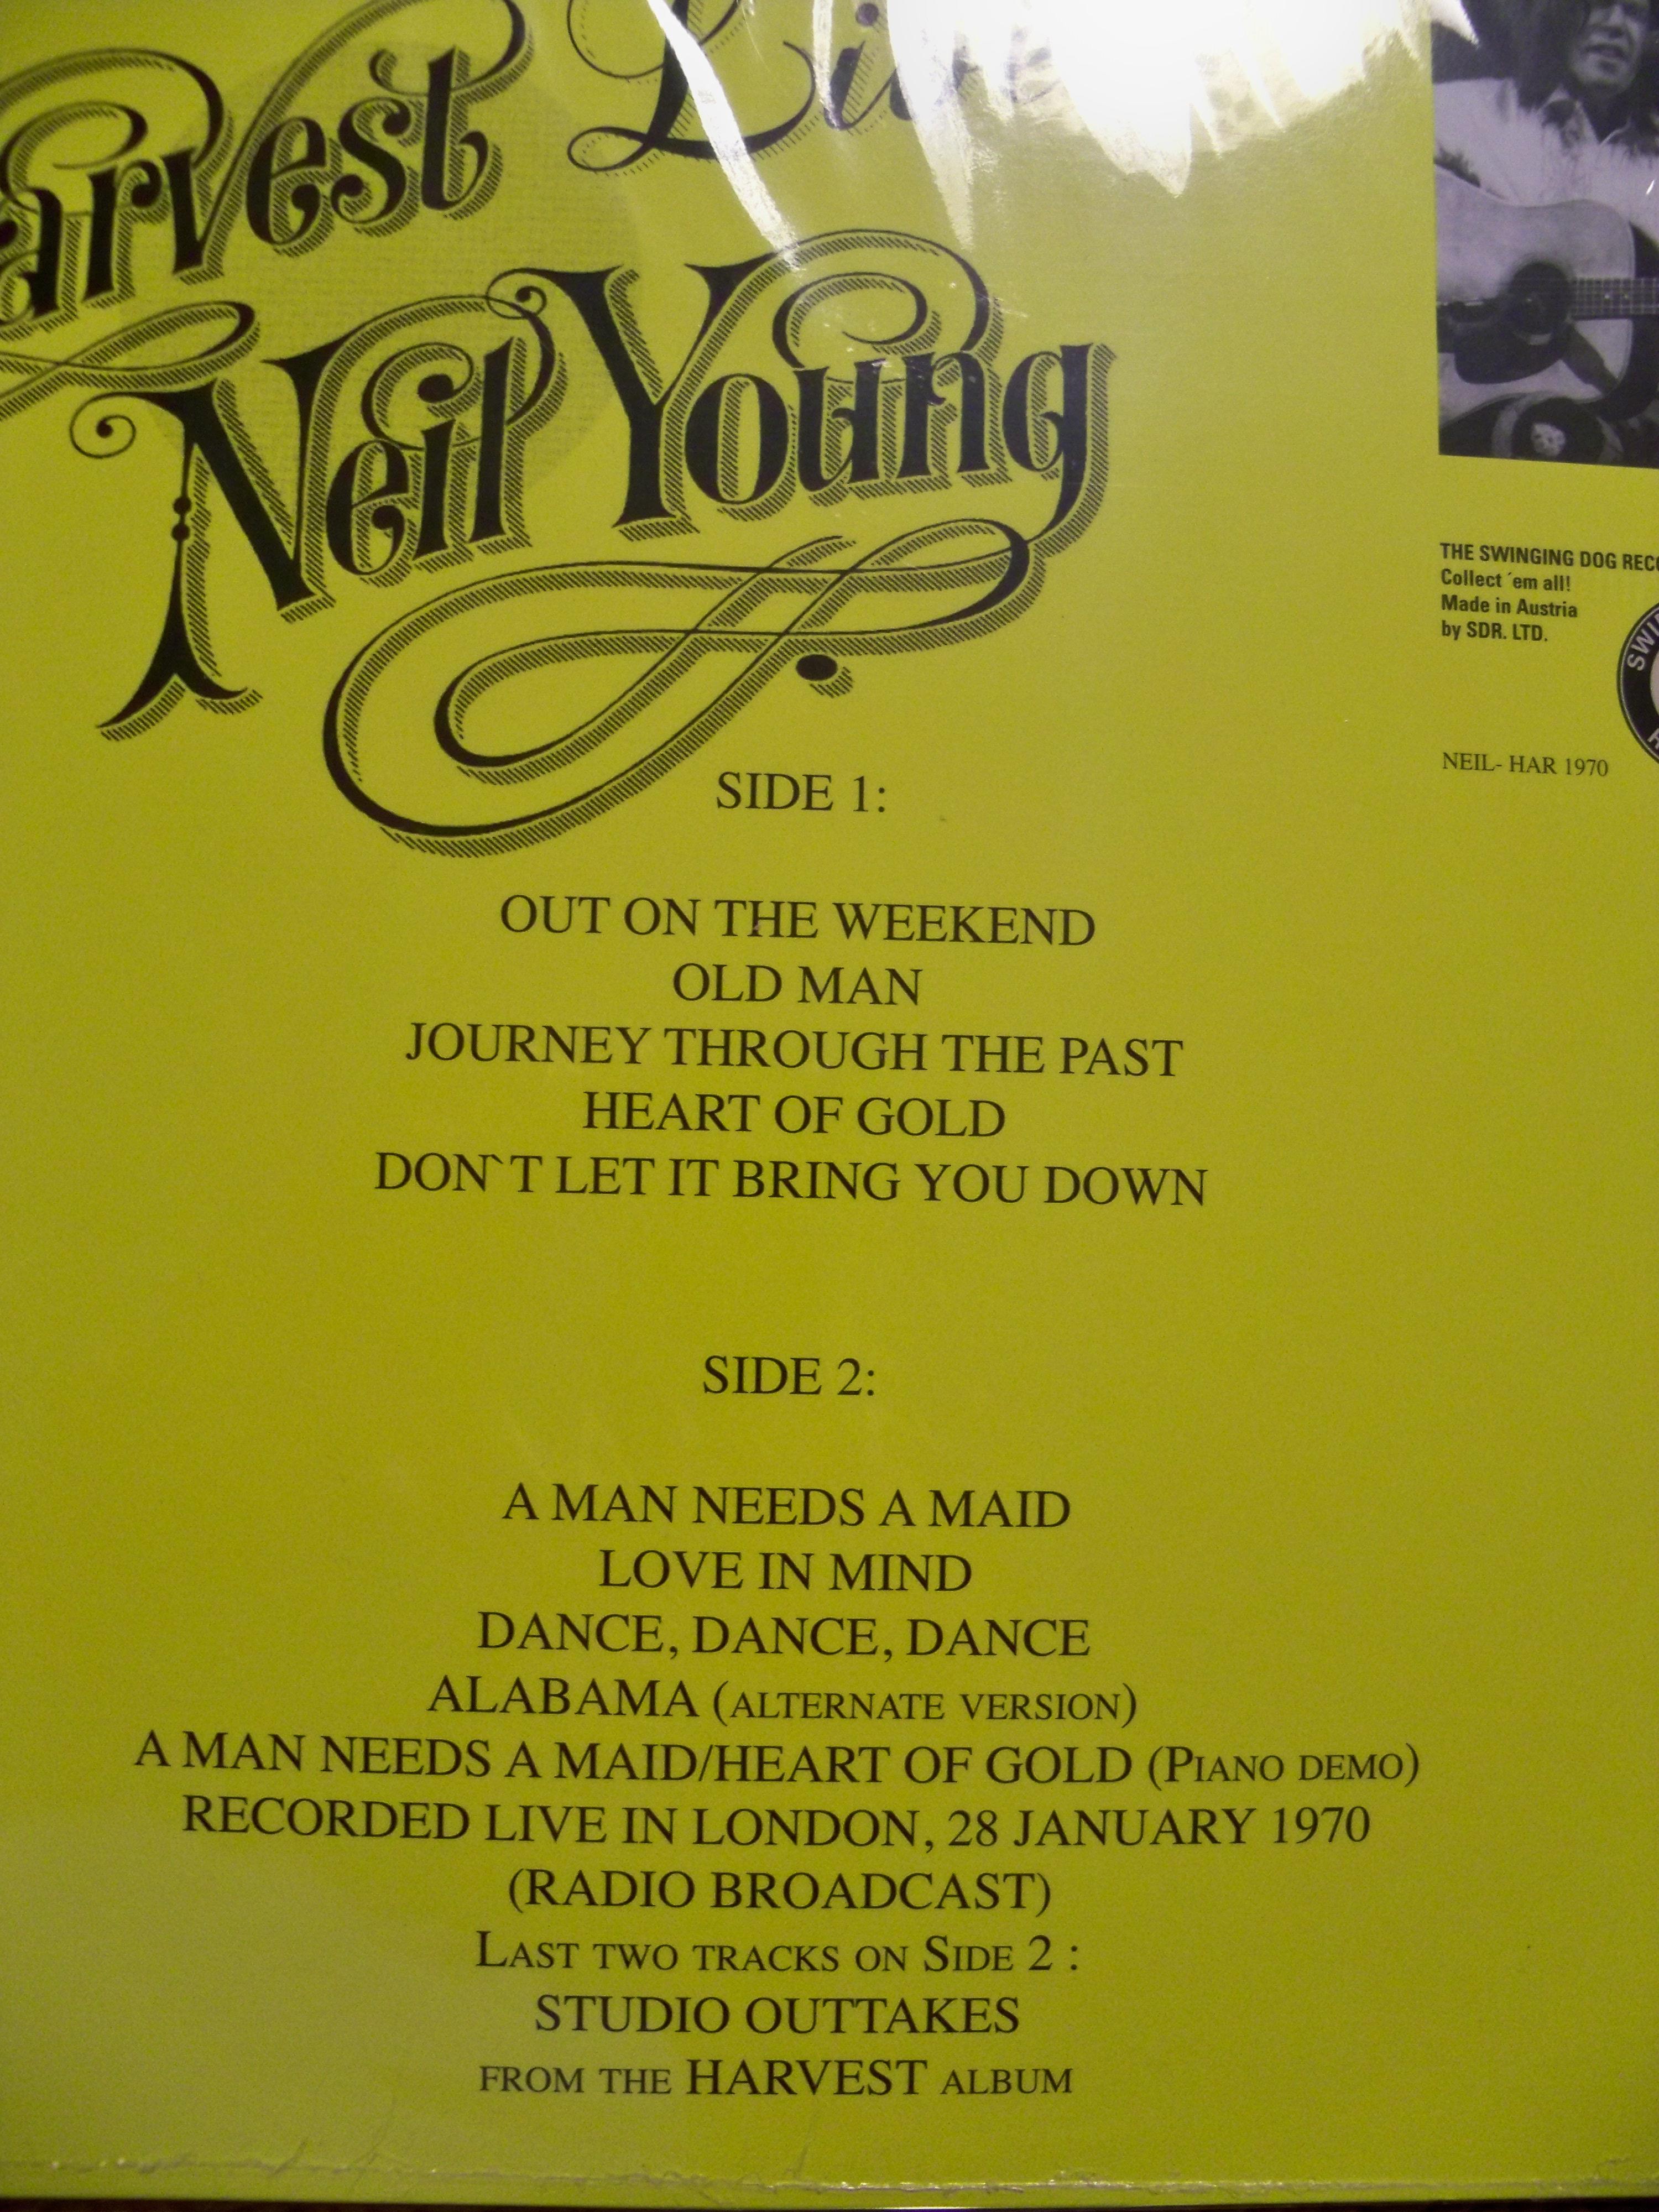 arvest
Neil Young
THE SWINGING DOG
Collect ´em all!
Made in Austria
by SDR. LTD.
NEIL- HAR 1970
SIDE 1:
OUT ON THE WEEKEND
OLD MAN
JOURNEY THROUGH THE PAST
HEART OF GOLD
DON`T LET IT BRING YOU DOWN
SIDE 2:
A MAN NEEDS A MAID
LOVE IN MIND
DANCE, DANCE, DANCE
ALABAMA (ALTERNATE VERSION)
A MAN NEEDS A MAID/HEART OF GOLD (PIANO DEMO)
RECORDED LIVE IN LONDON, 28 JANUARY 1970
(RADIO BROADCAST)
LAST TWO TRACKS ON SIDE 2 :
STUDIO OUTTAKES
FROM THE HARVEST ALBUM